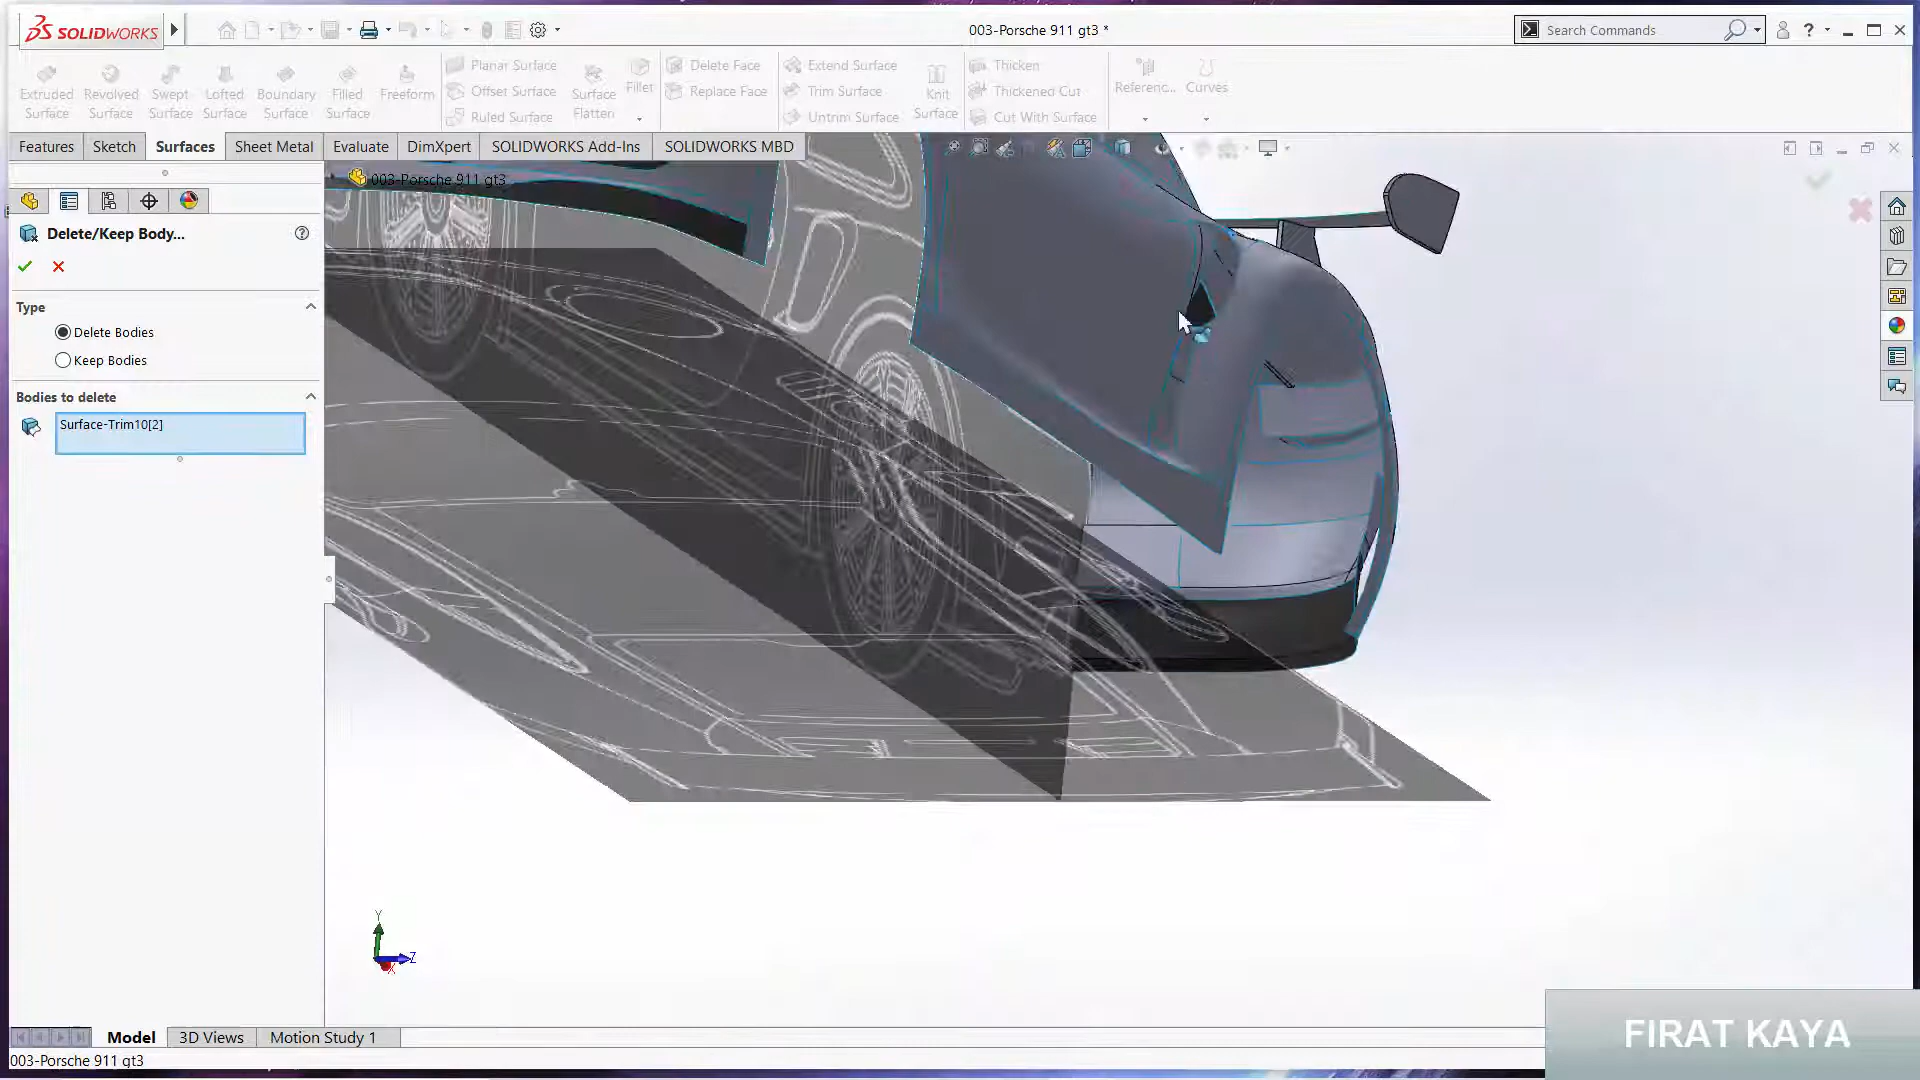 SOLIDWORKS
003-Porsche 911 gt3 *
Search Commands
?
Extruded Surface
Revolved Surface
Swept Surface
Lofted Surface
Boundary Surface
Filled Surface
Freeform
Planar Surface
Offset Surface
Ruled Surface
Surface Flatten
Fillet
Delete Face
Replace Face
Extend Surface
Trim Surface
Untrim Surface
Knit Surface
Thicken
Thickened Cut
Cut With Surface
Referenc...
Curves
Features
Sketch
Surfaces
Sheet Metal
Evaluate
DimXpert
SOLIDWORKS Add-Ins
SOLIDWORKS MBD
003-Porsche 911 gt3
Delete/Keep Body...
?
Type
Delete Bodies
Keep Bodies
Bodies to delete
Surface-Trim10[2]
Y
Z
X
Model
3D Views
Motion Study 1
003-Porsche 911 gt3
FIRAT KAYA